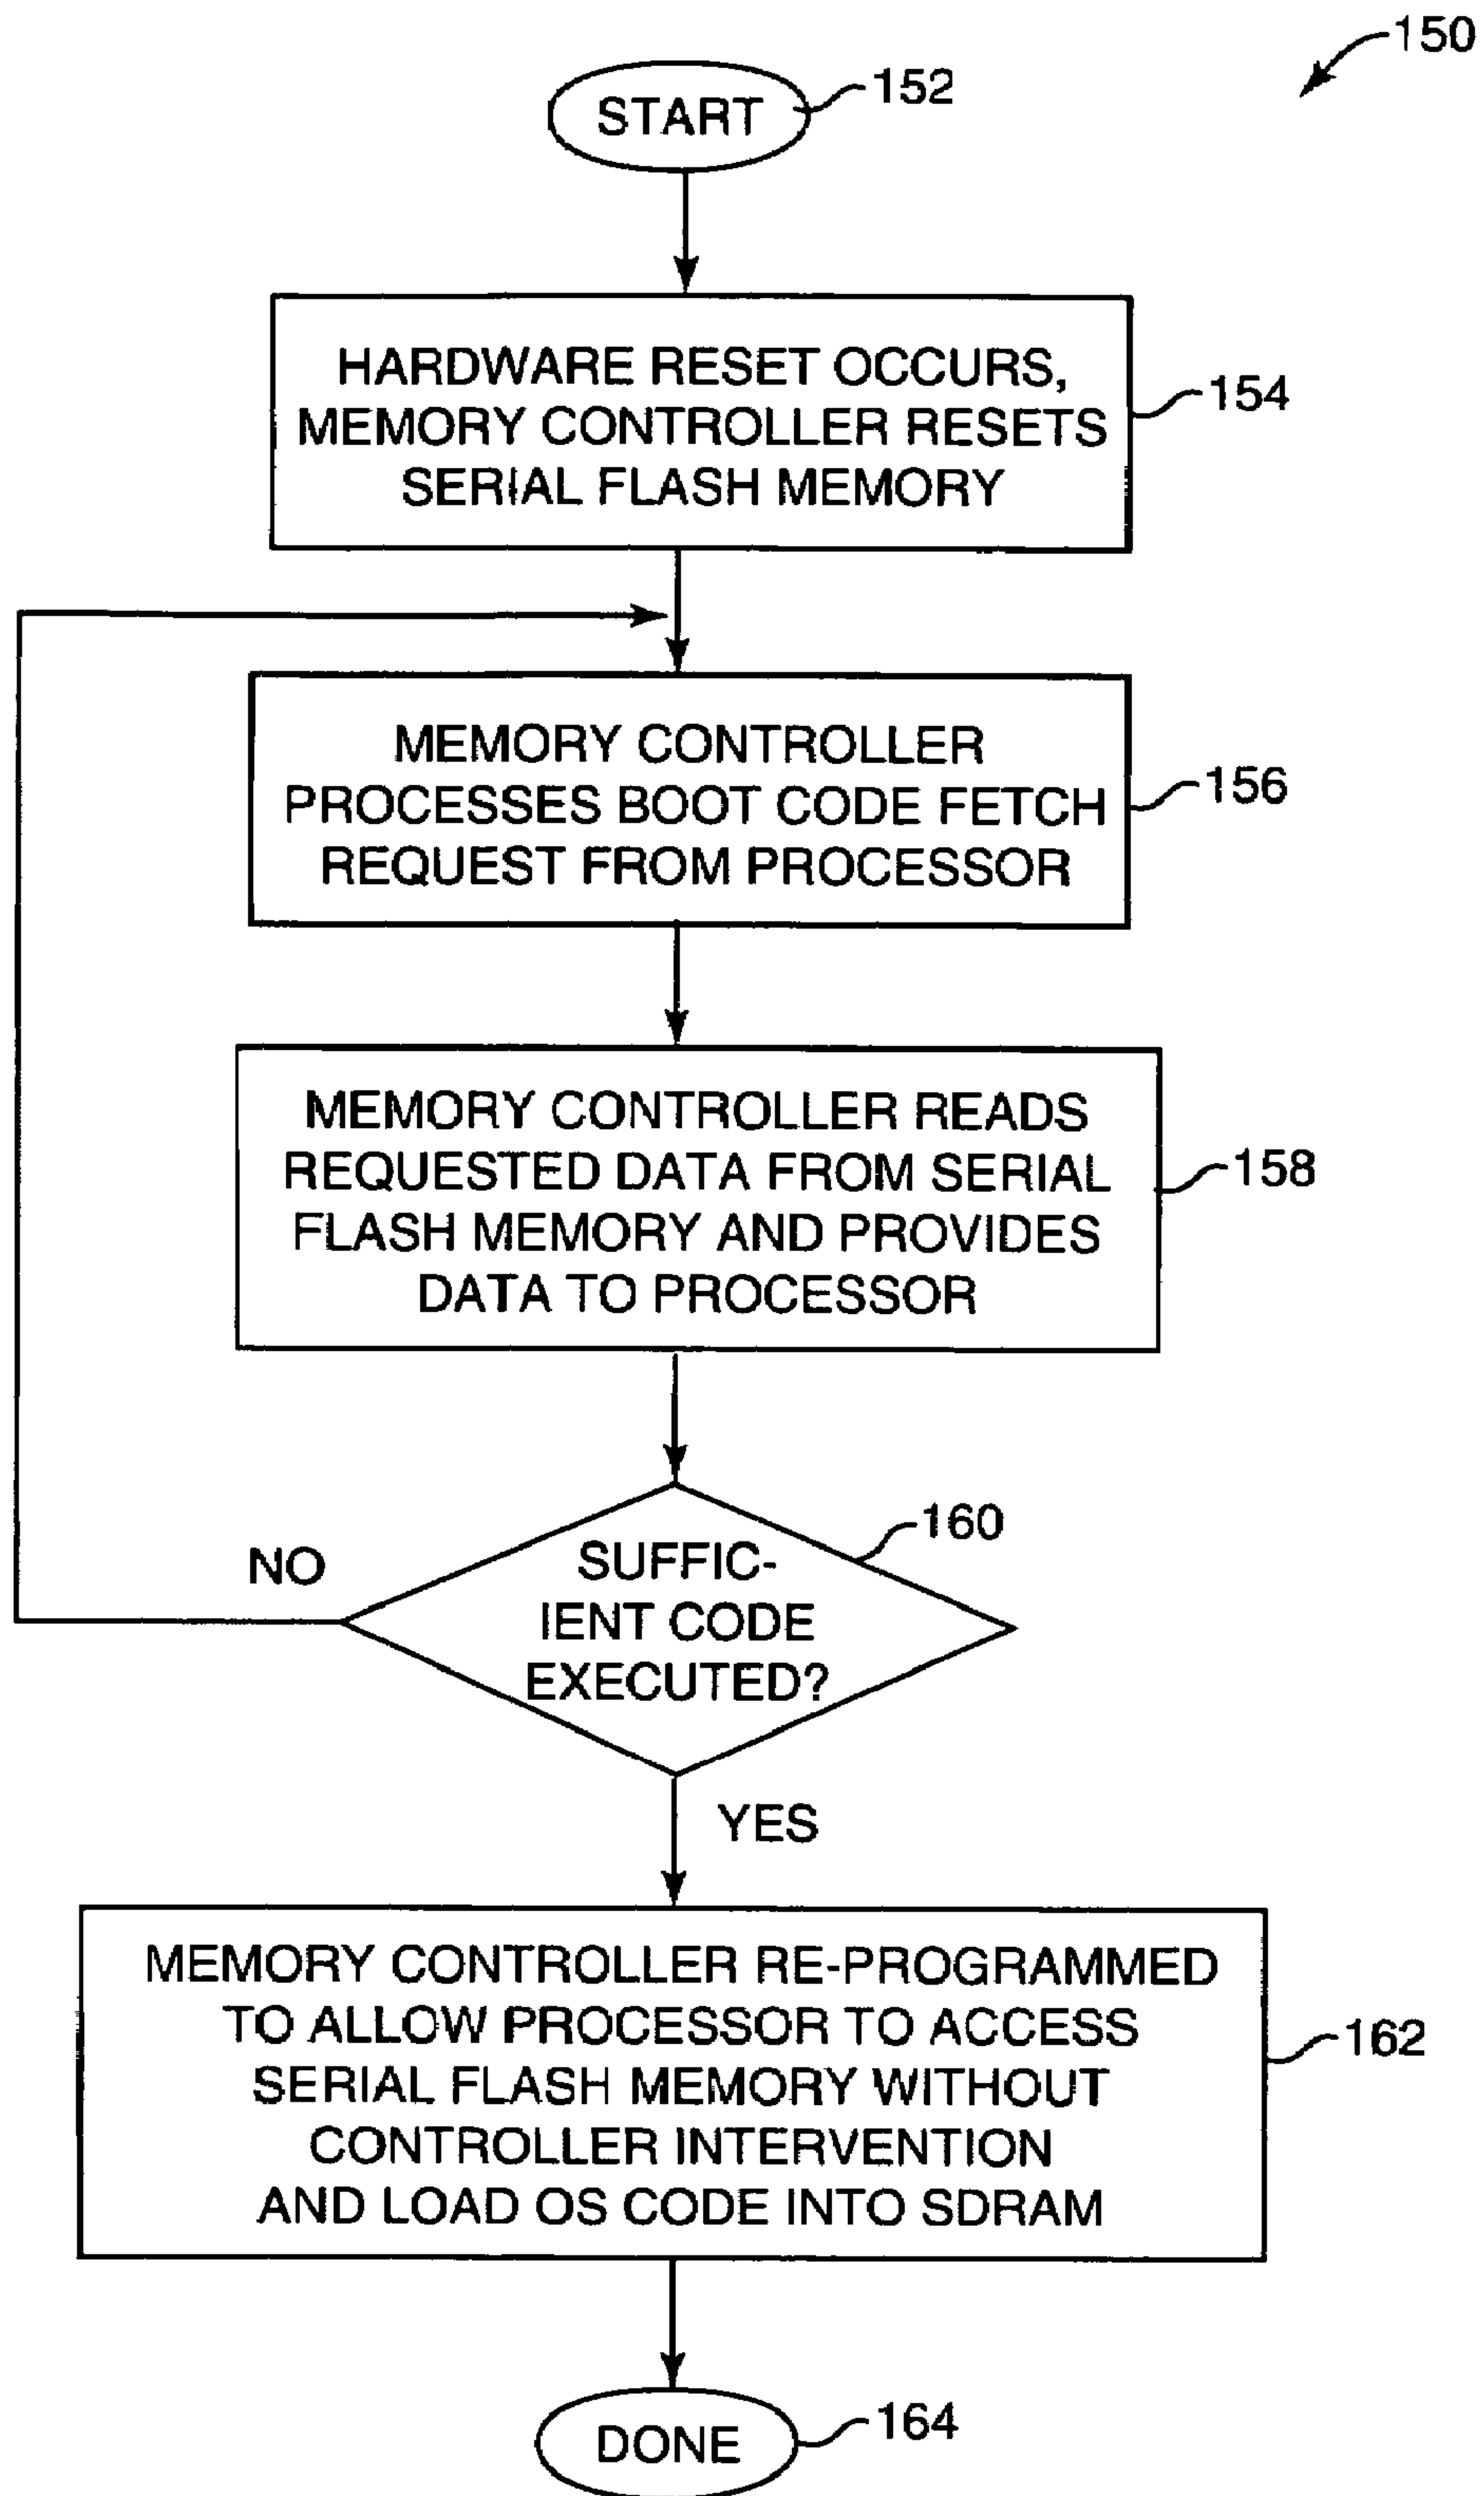 150
START
152
HARDWARE RESET OCCURS,
MEMORY CONTROLLER RESETS
SERIAL FLASH MEMORY
154
MEMORY CONTROLLER
PROCESSES BOOT CODE FETCH
REQUEST FROM PROCESSOR
156
MEMORY CONTROLLER READS
REQUESTED DATA FROM SERIAL
FLASH MEMORY AND PROVIDES
DATA TO PROCESSOR
158
160
NO
SUFFIC-
IENT CODE
EXECUTED?
YES
MEMORY CONTROLLER RE-PROGRAMMED
TO ALLOW PROCESSOR TO ACCESS
SERIAL FLASH MEMORY WITHOUT
CONTROLLER INTERVENTION
AND LOAD OS CODE INTO SDRAM
162
DONE
164